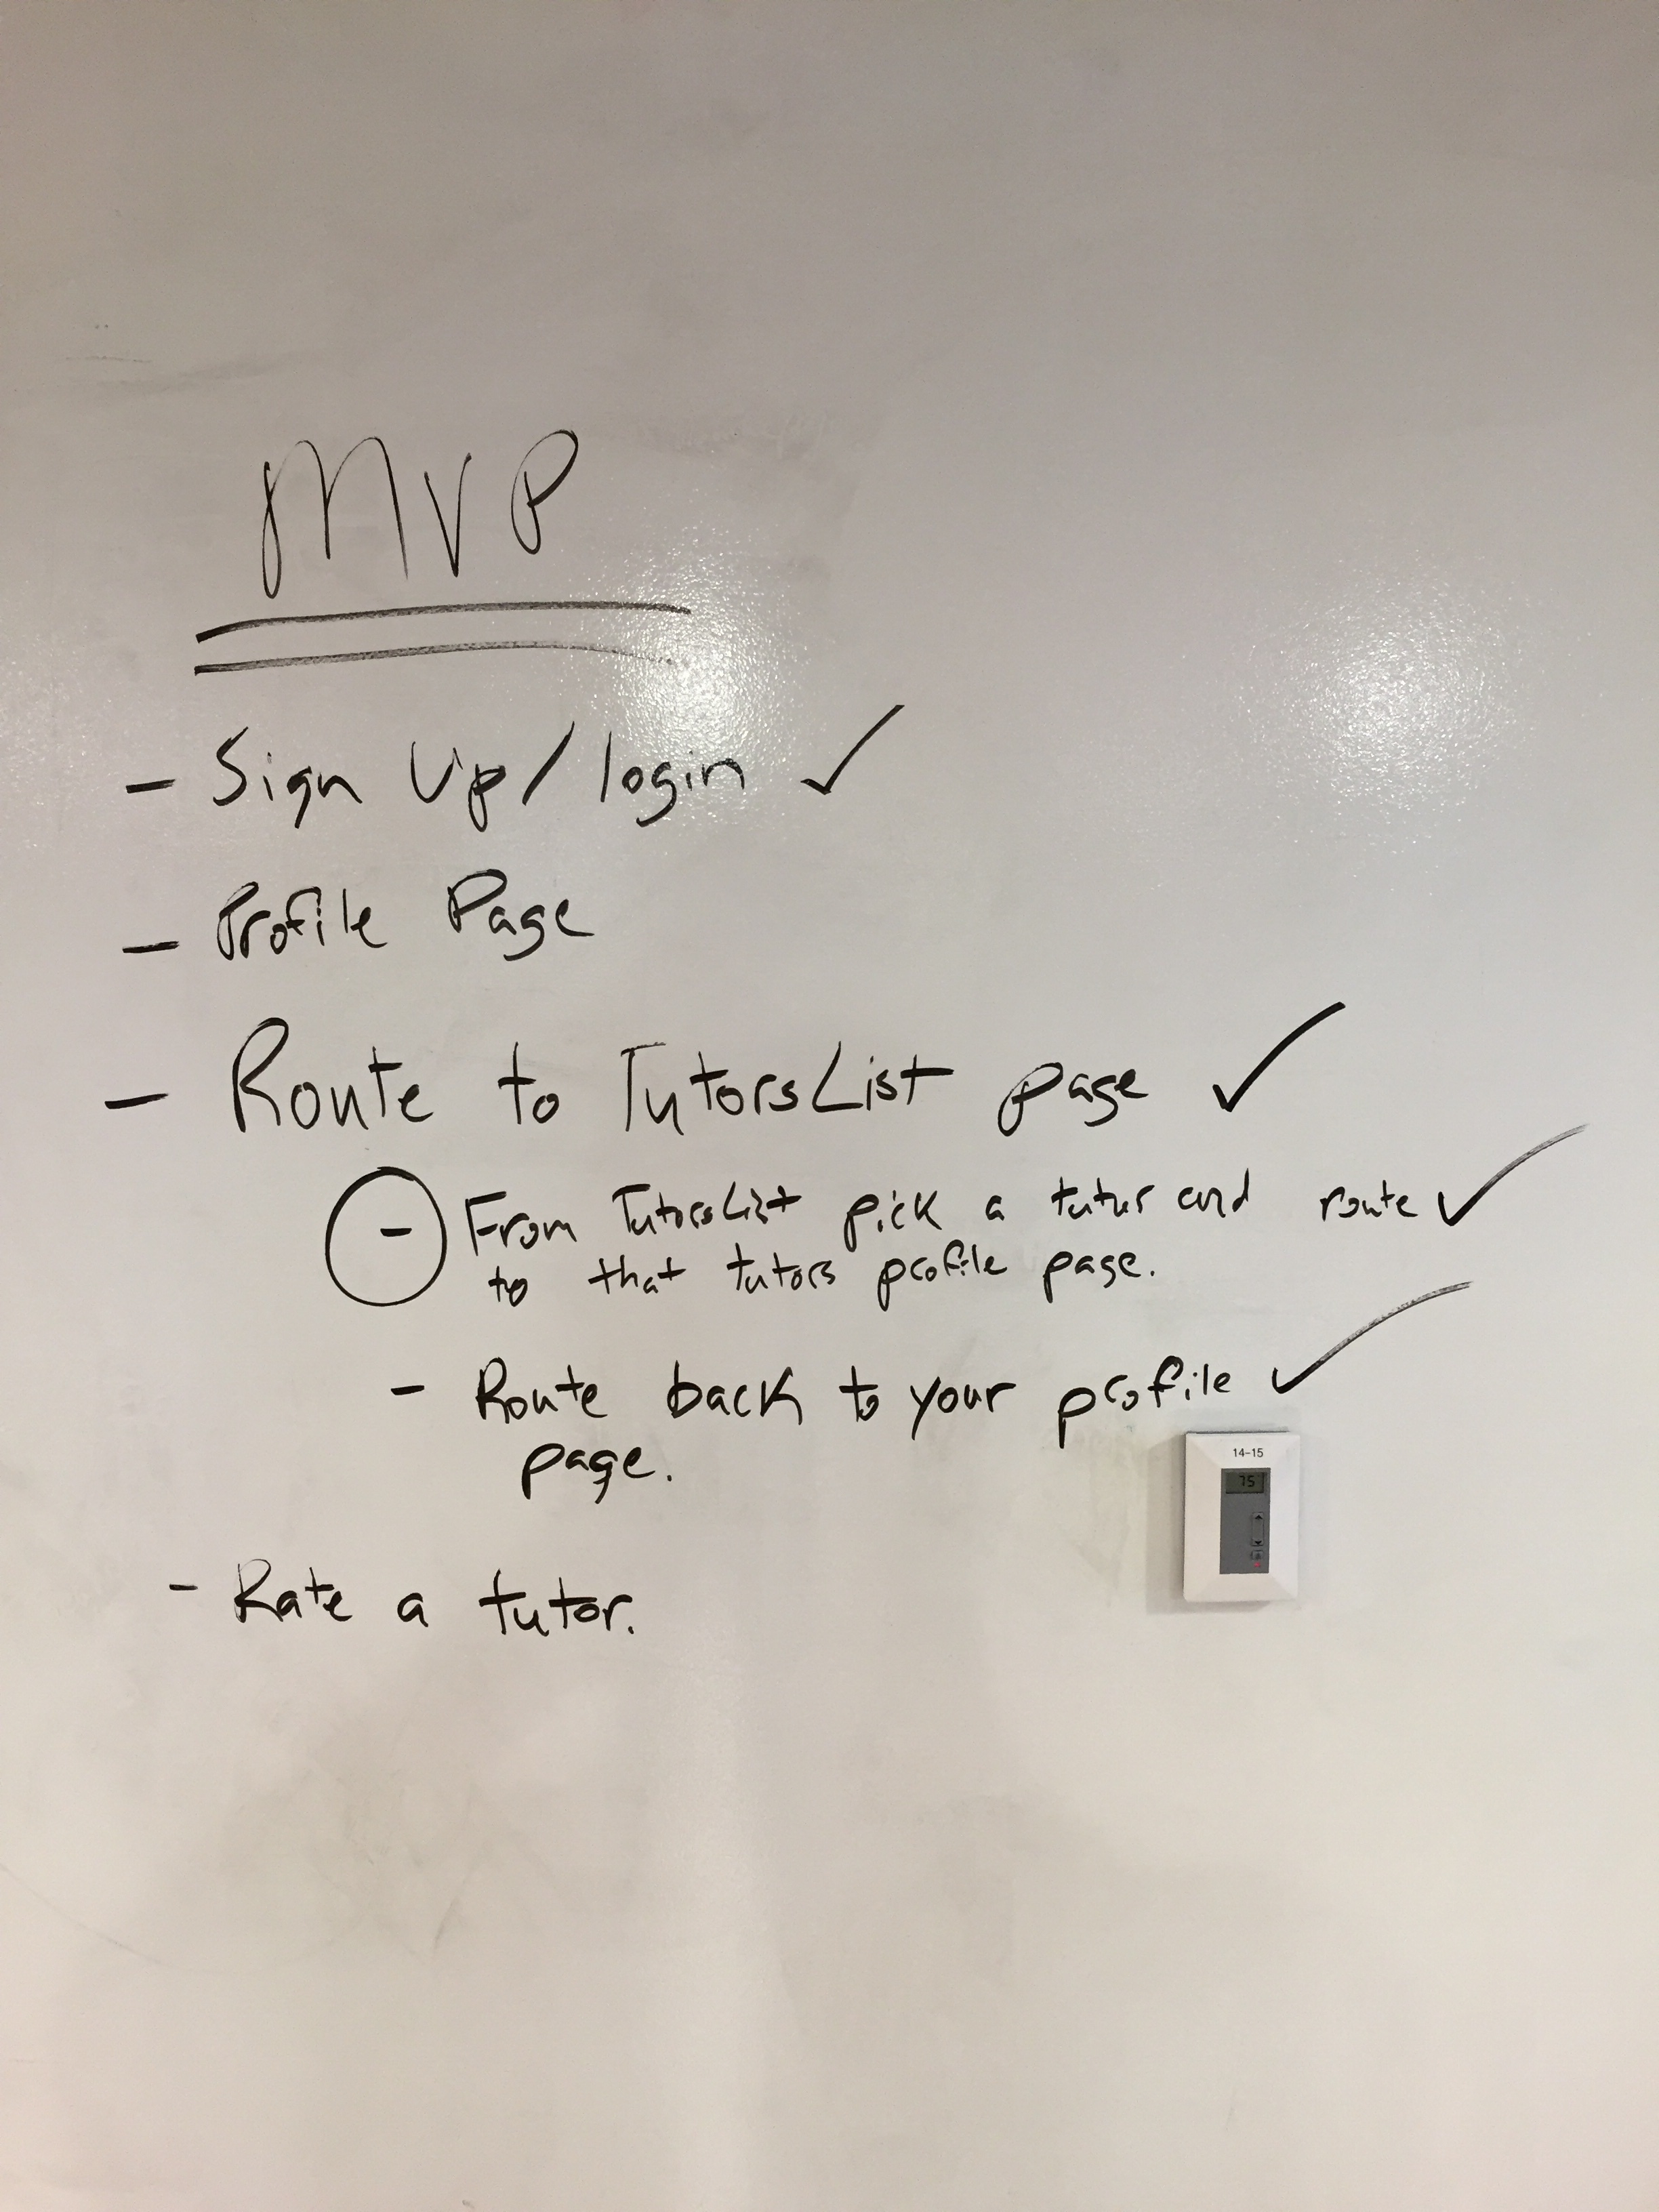 MVP
- Sign Up/login ✓
- Profile Page
- Route to TutorsList page ✓
- From TutorsList pick a tutor and route ✓
to that tutors profile page.
- Route back to your profile ✓
page.
14-15
75
- Rate a tutor.